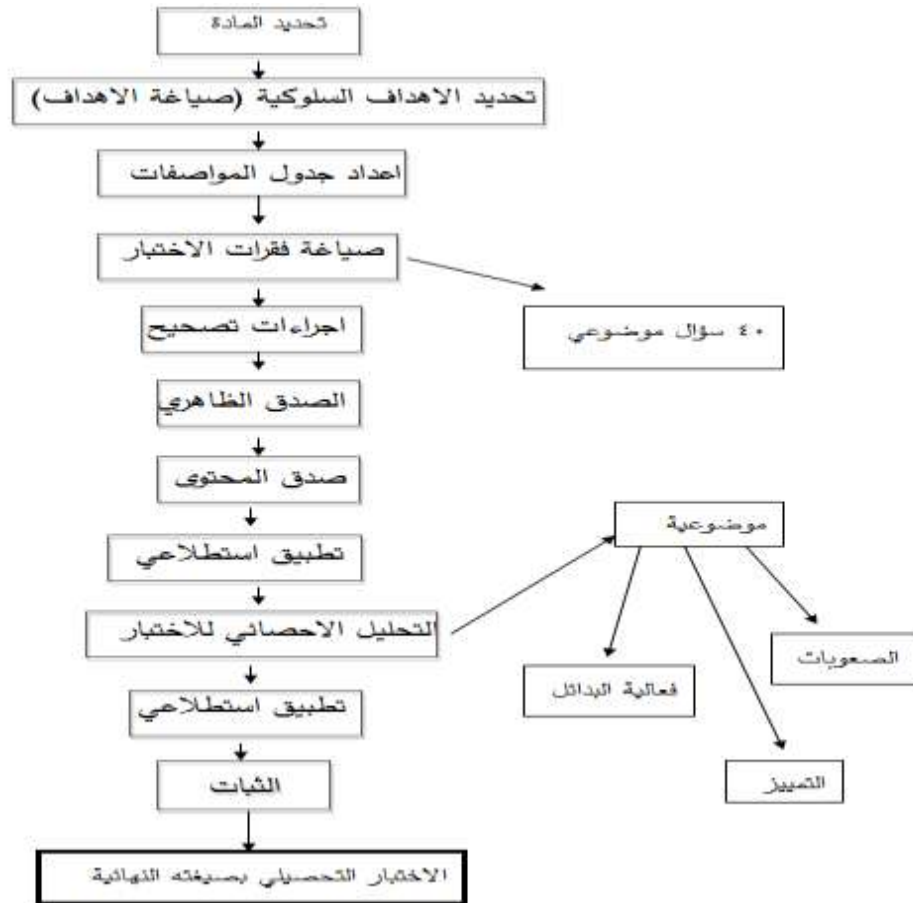 تحديد المادة
تحديد الاهداف السلوكية (صياغة الاهداف)
اعداد جدول المواصفات
صياغة فقرات الاختبار
٤٠ سؤال موضوعي
اجراءات تصحيح
الصدق الظاهري
صدق المحتوى
تطبيق استطلاعي
التحليل الاحصائي للاختبار
موضوعية
الصعوبات
فعالية البدائل
التمييز
تطبيق استطلاعي
الثبات
الاختبار التحصيلي بصيغته النهائية